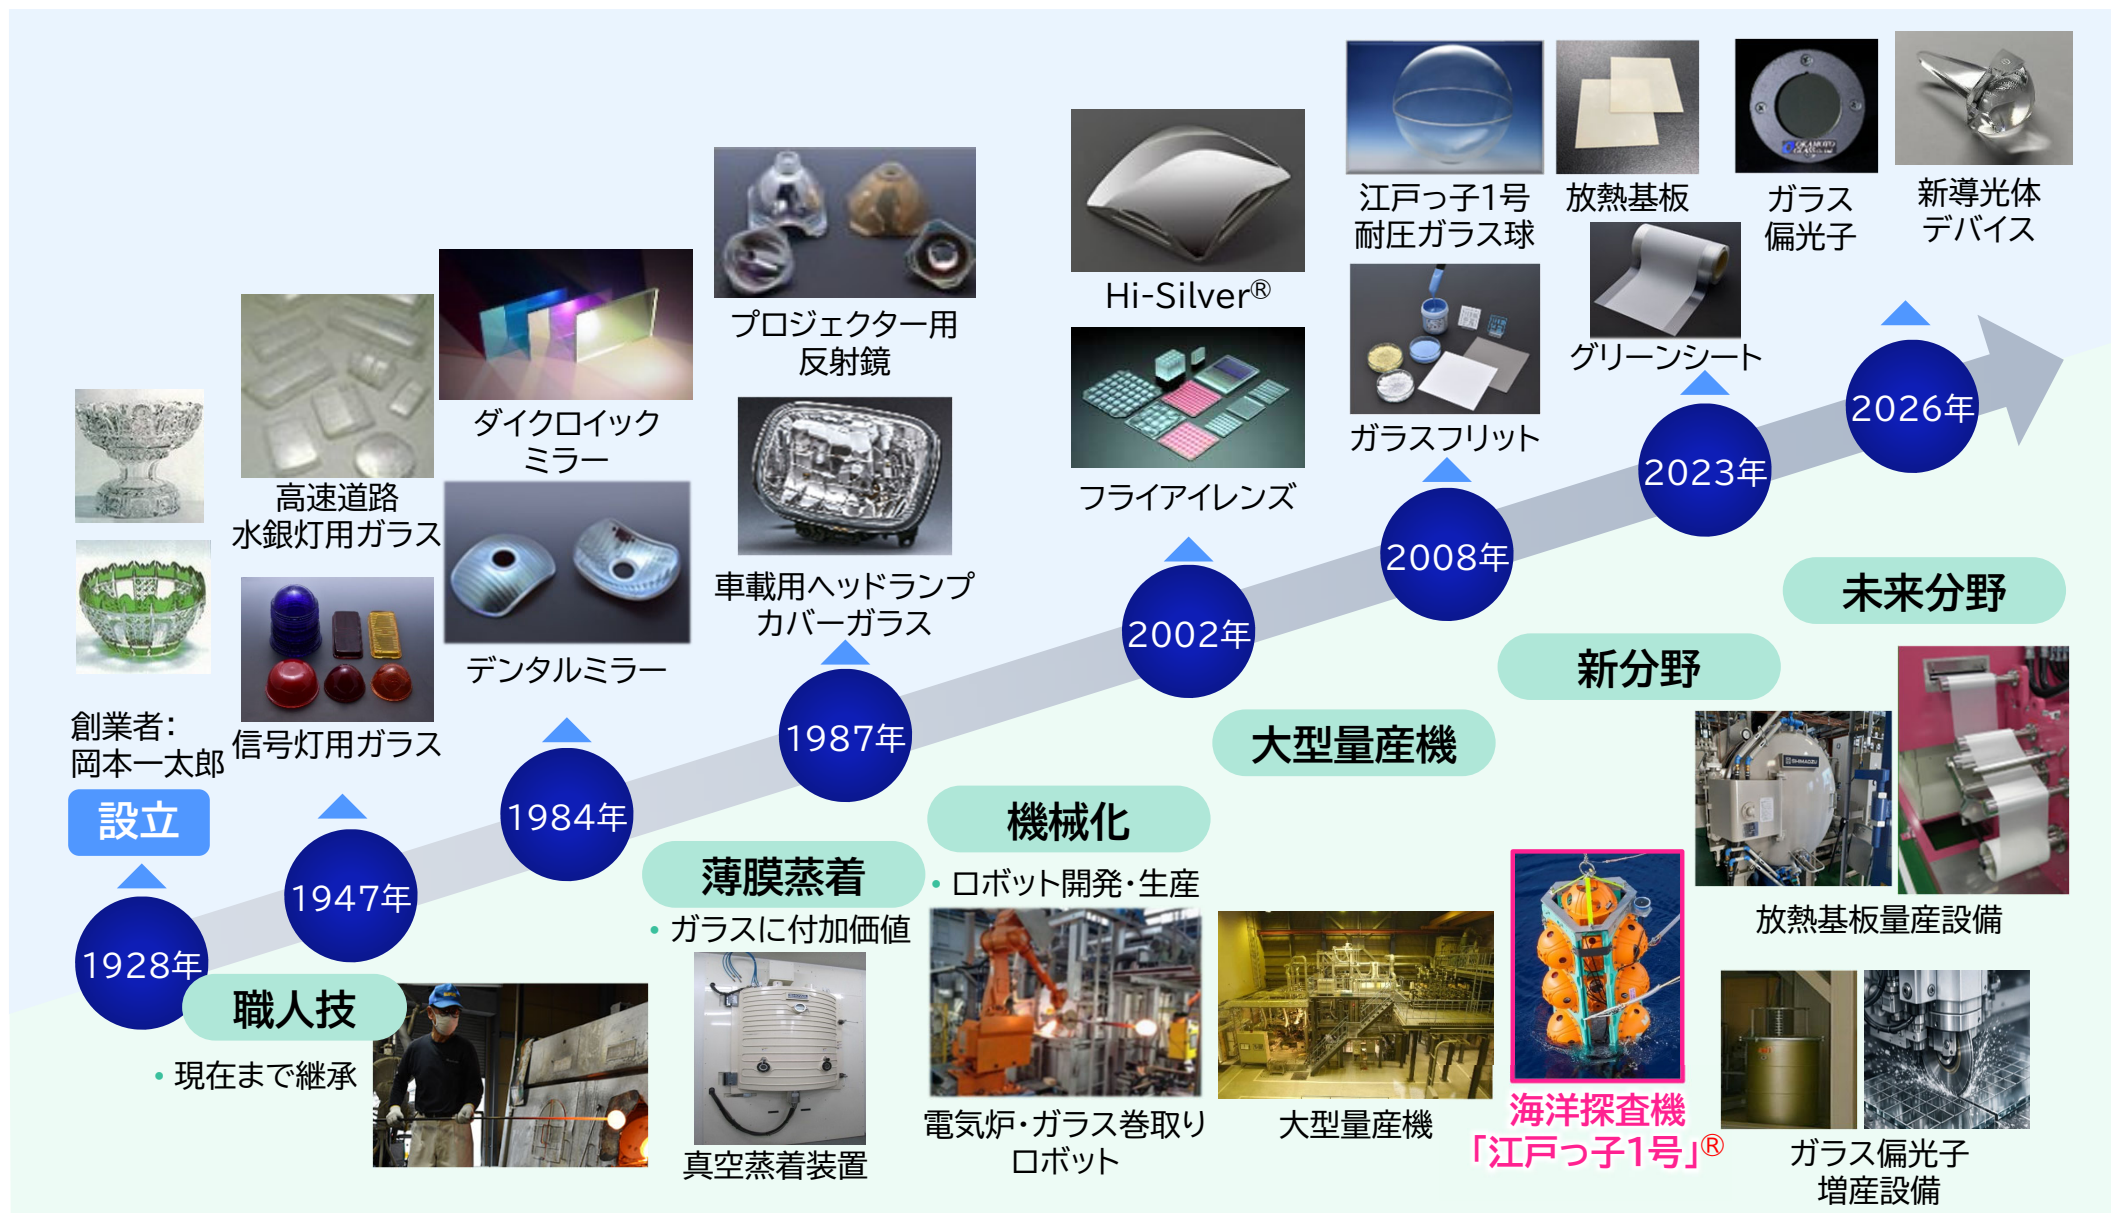 創業者:
岡本一太郎
設立
1928年
高速道路
水銀灯用ガラス
信号灯用ガラス
1947年
ダイクロイック
ミラー
デンタルミラー
1984年
プロジェクター用
反射鏡
車載用ヘッドランプ
カバーガラス
1987年
Hi-Silver®
フライアイレンズ
2002年
江戸っ子1号
耐圧ガラス球
ガラスフリット
2008年
放熱基板
グリーンシート
2023年
OKAMOTO
ガラス
偏光子
新導光体
デバイス
2026年
職人技
・現在まで継承
薄膜蒸着
・ガラスに付加価値
真空蒸着装置
機械化
・ロボット開発・生産
電気炉・ガラス巻取り
ロボット
大型量産機
大型量産機
新分野
海洋探査機
「江戸っ子1号」®
未来分野
SHIMADZU
放熱基板量産設備
ガラス偏光子
増産設備